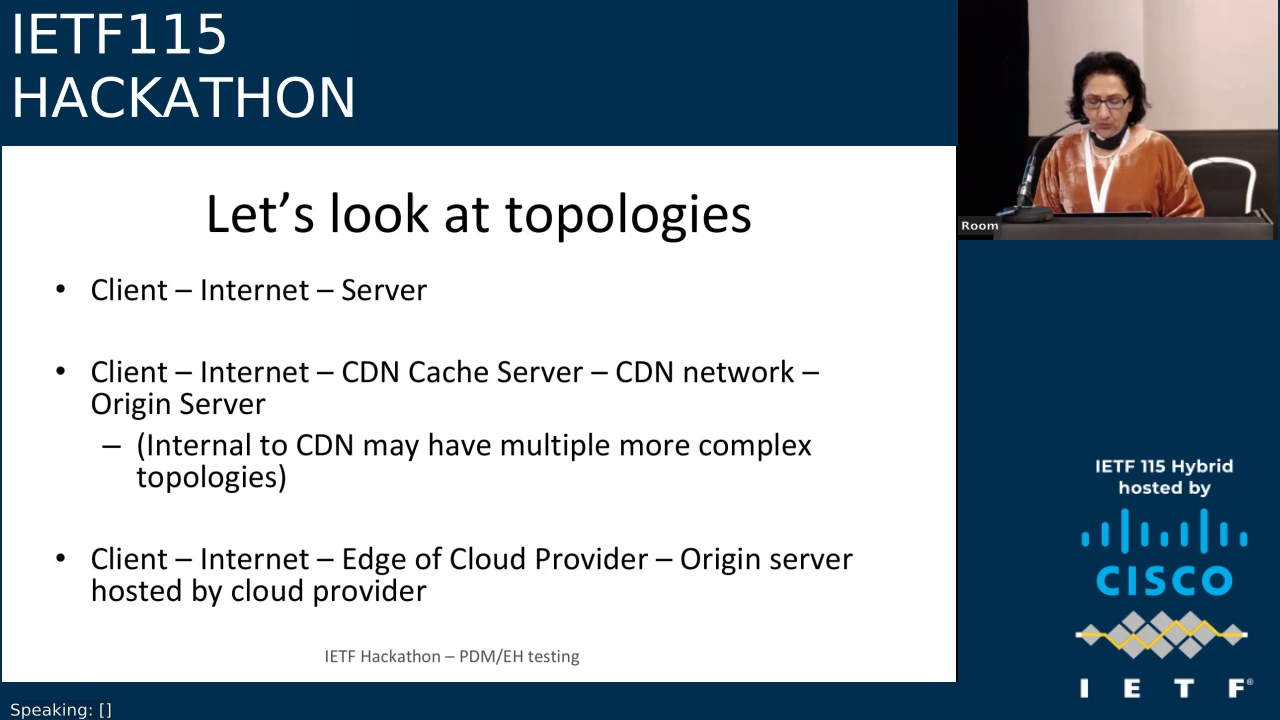 IETF115
HACKATHON
Let’s look at topologies
• Client – Internet – Server
• Client – Internet – CDN Cache Server – CDN network –
Origin Server
– (Internal to CDN may have multiple more complex
topologies)
• Client – Internet – Edge of Cloud Provider – Origin server
hosted by cloud provider
IETF Hackathon – PDM/EH testing
Room
IETF 115 Hybrid
hosted by
CISCO
I E T F®
Speaking: []